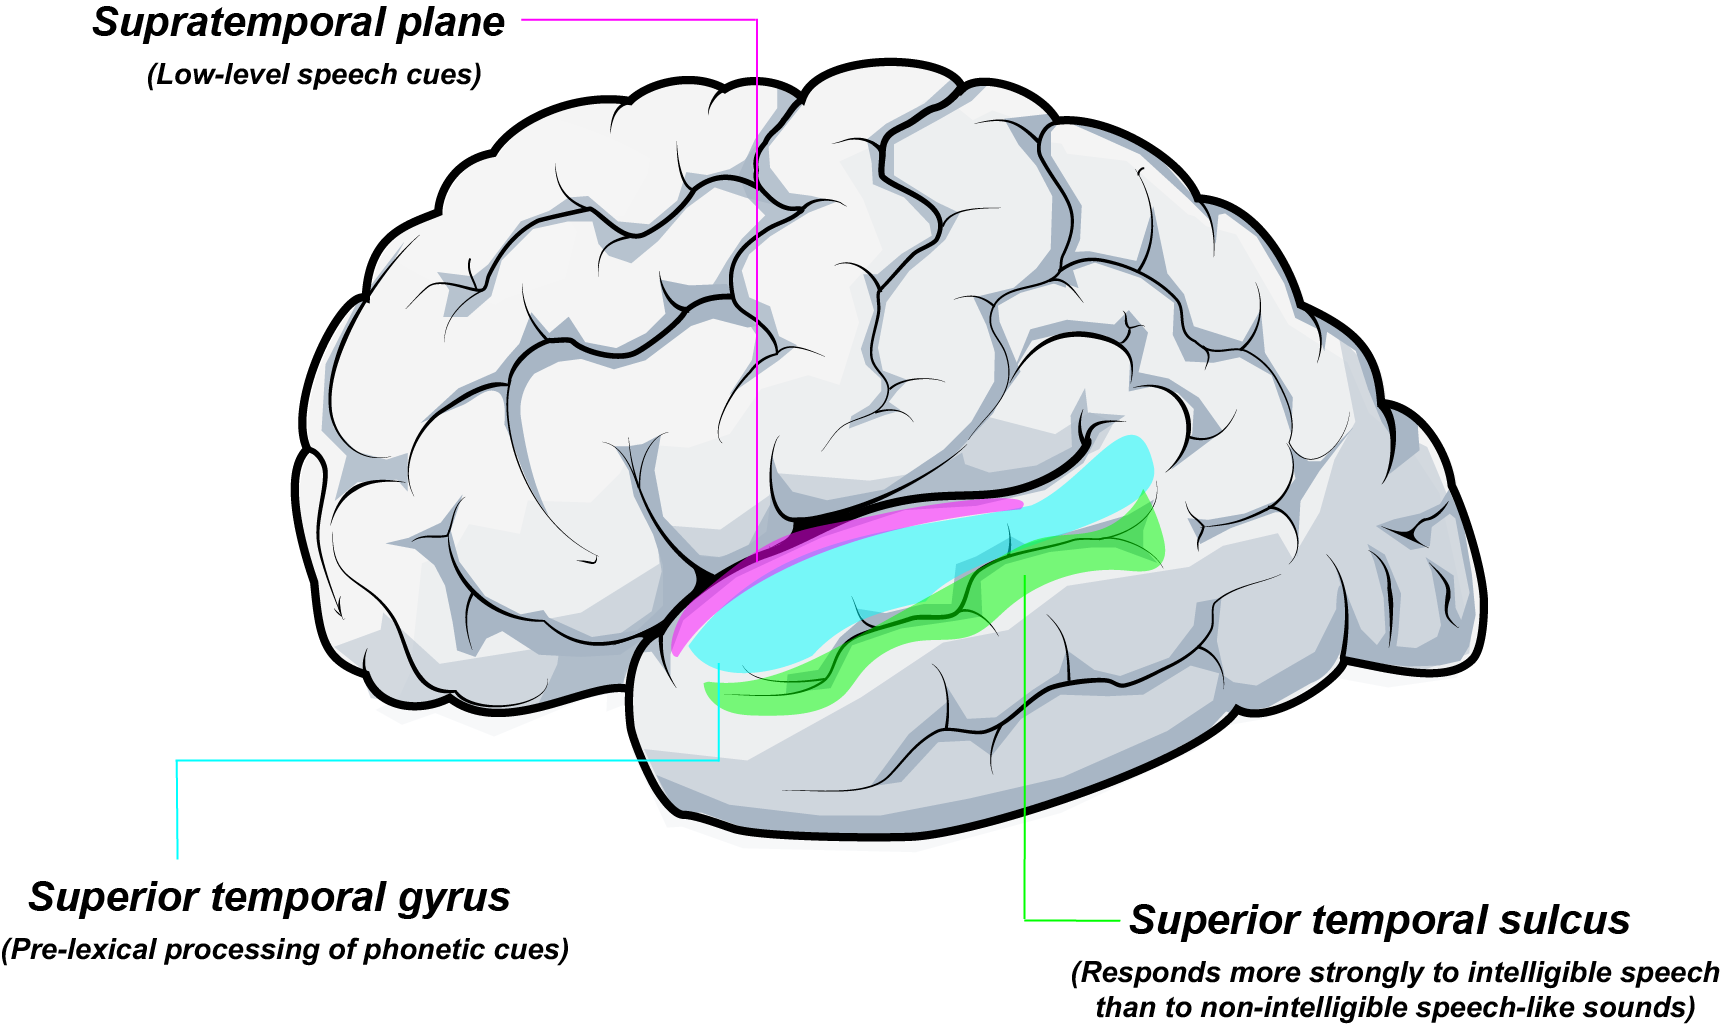 Supratemporal plane
(Low-level speech cues)
Superior temporal gyrus
(Pre-lexical processing of phonetic cues)
Superior temporal sulcus
(Responds more strongly to intelligible speech
than to non-intelligible speech-like sounds)